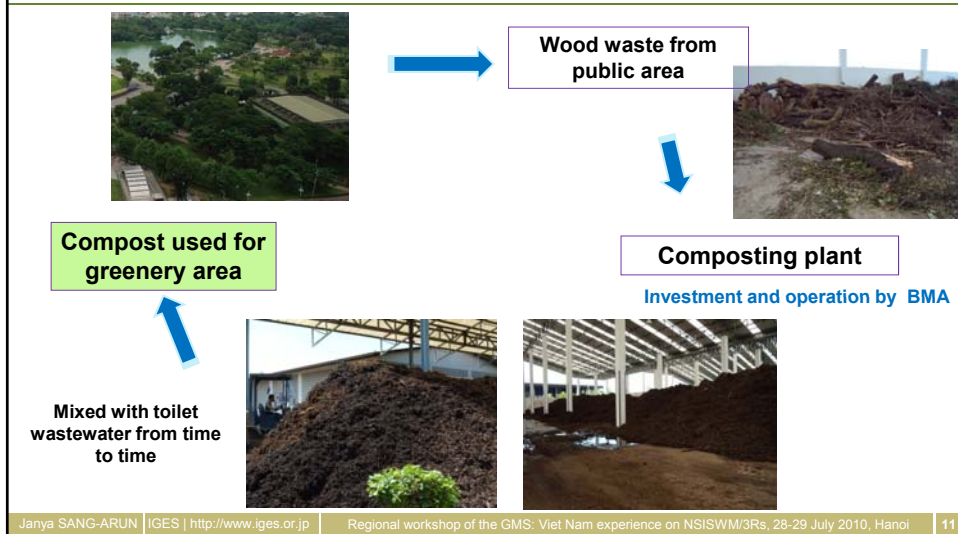 Wood waste from
public area
Composting plant
Investment and operation by BMA
Compost used for
greenery area
Mixed with toilet
wastewater from time
to time
Janya SANG-ARUN IGES | http://www.iges.or.jp Regional workshop of the GMS: Viet Nam experience on NSISWM/3Rs, 28-29 July 2010, Hanoi 11